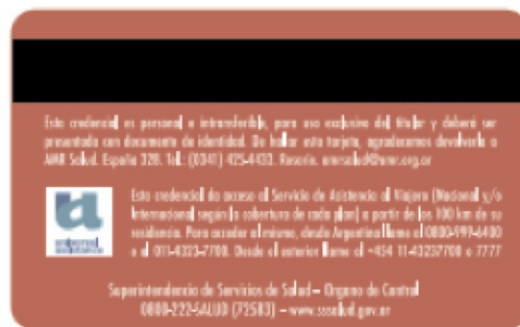 Esta credencial es personal e intransferible, para uso exclusivo del titular y deberá ser
presentada con documento de identidad. De hallar esta tarjeta, agradecemos devolverla a
AMR Salud. España 328. Tel.: (0341) 425-4433. Rosario. amrsalud@amr.org.ar
ua
universal
assistance
Esta credencial da acceso al Servicio de Asistencia al Viajero (Nacional y/o
Internacional según la cobertura de cada plan) a partir de los 100 km de su
residencia. Para acceder al mismo, desde Argentina llame al 0800-999-6400
o al 011-4323-7700. Desde el exterior llame al +454 11-43237700 o 7777
Superintendencia de Servicios de Salud – Organo de Control
0800-222-SALUD (72583) – www.sssalud.gov.ar